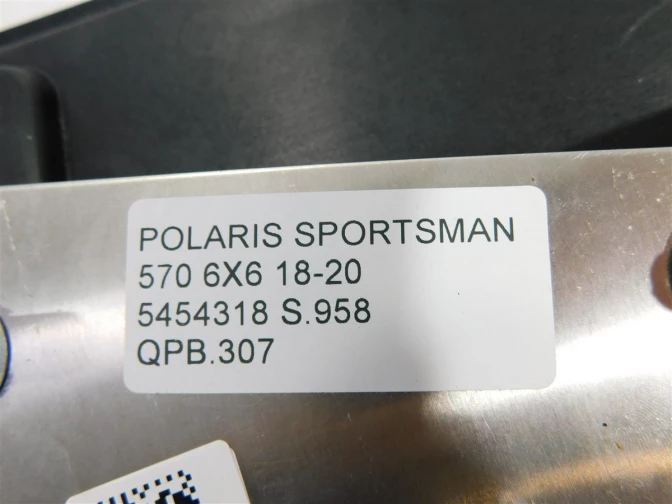 POLARIS SPORTSMAN
570 6X6 18-20
5454318 S.958
QPB.307